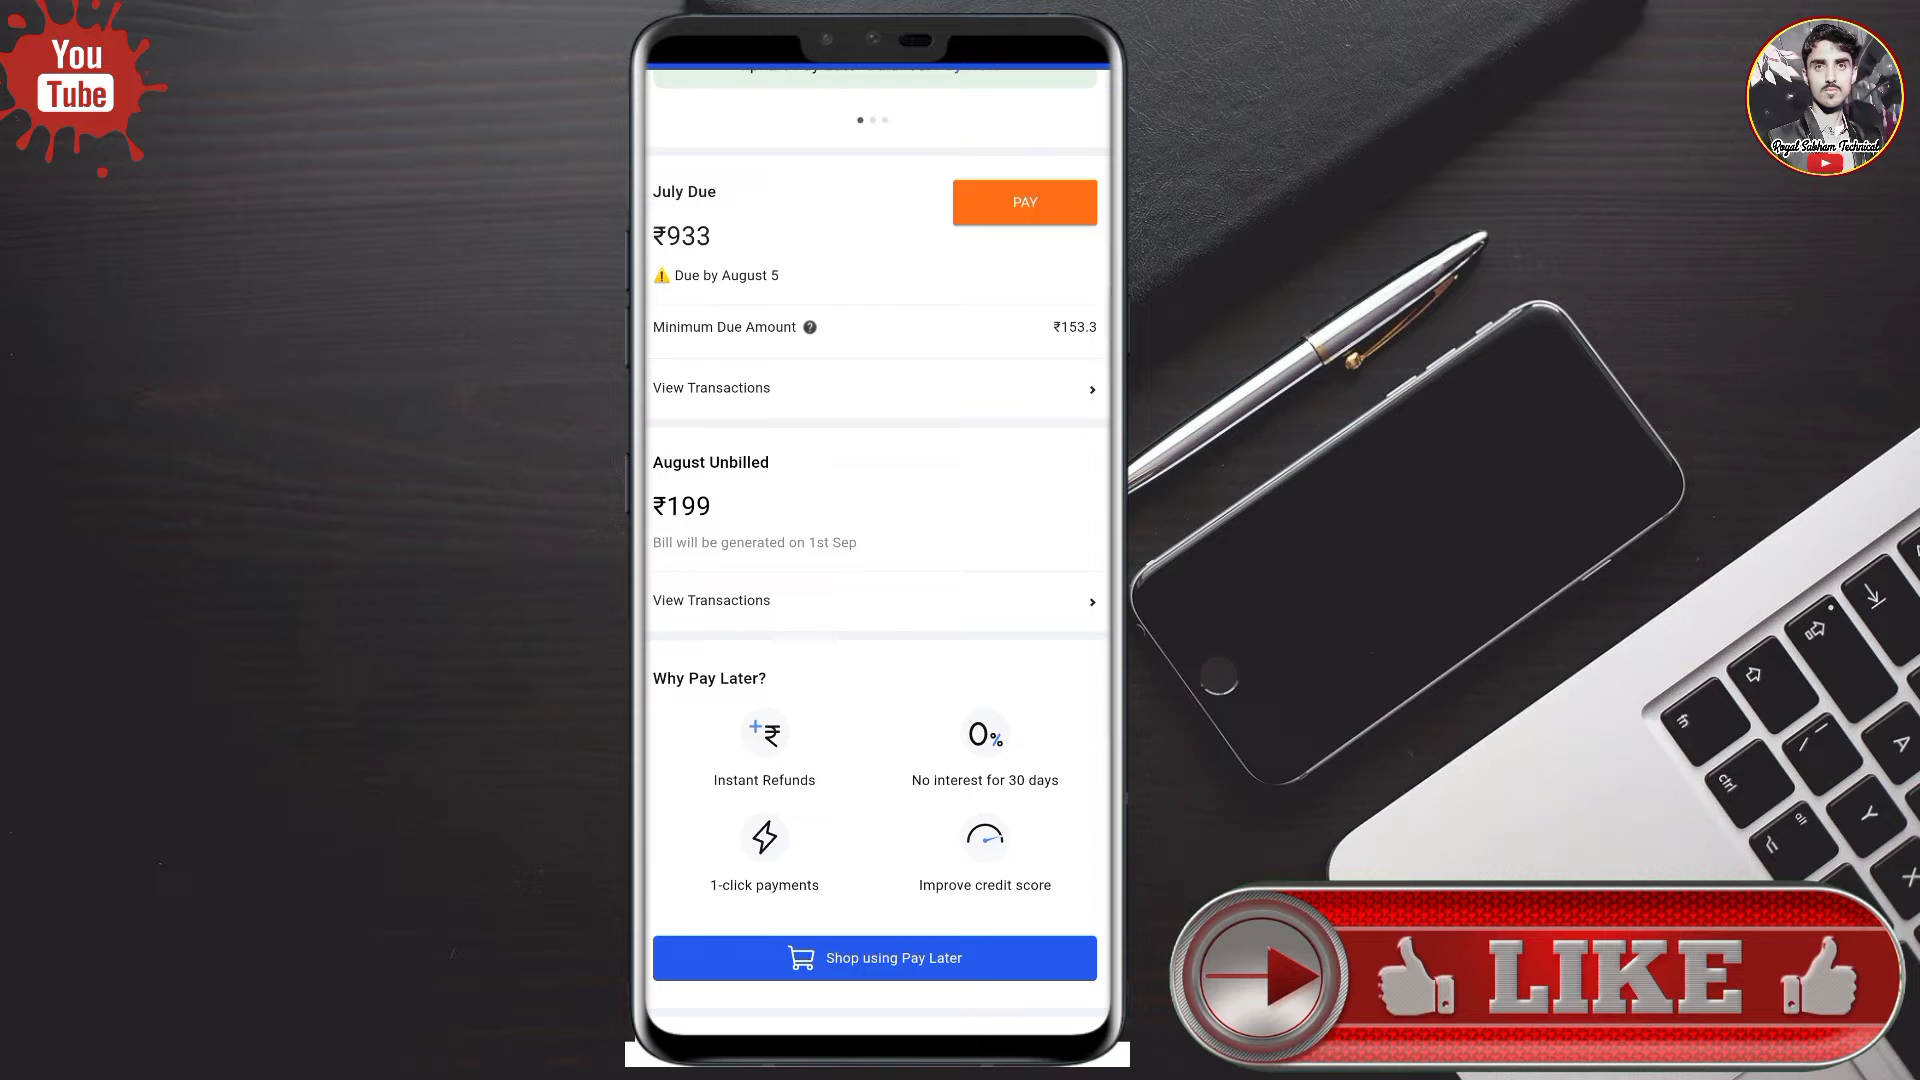 You
Tube
Royal Subham Technical
July Due
PAY
₹933
⚠ Due by August 5
Minimum Due Amount ?
₹153.3
View Transactions
August Unbilled
₹199
Bill will be generated on 1st Sep
View Transactions
Why Pay Later?
+₹
0%
Instant Refunds
No interest for 30 days
1-click payments
Improve credit score
Shop using Pay Later
LIKE